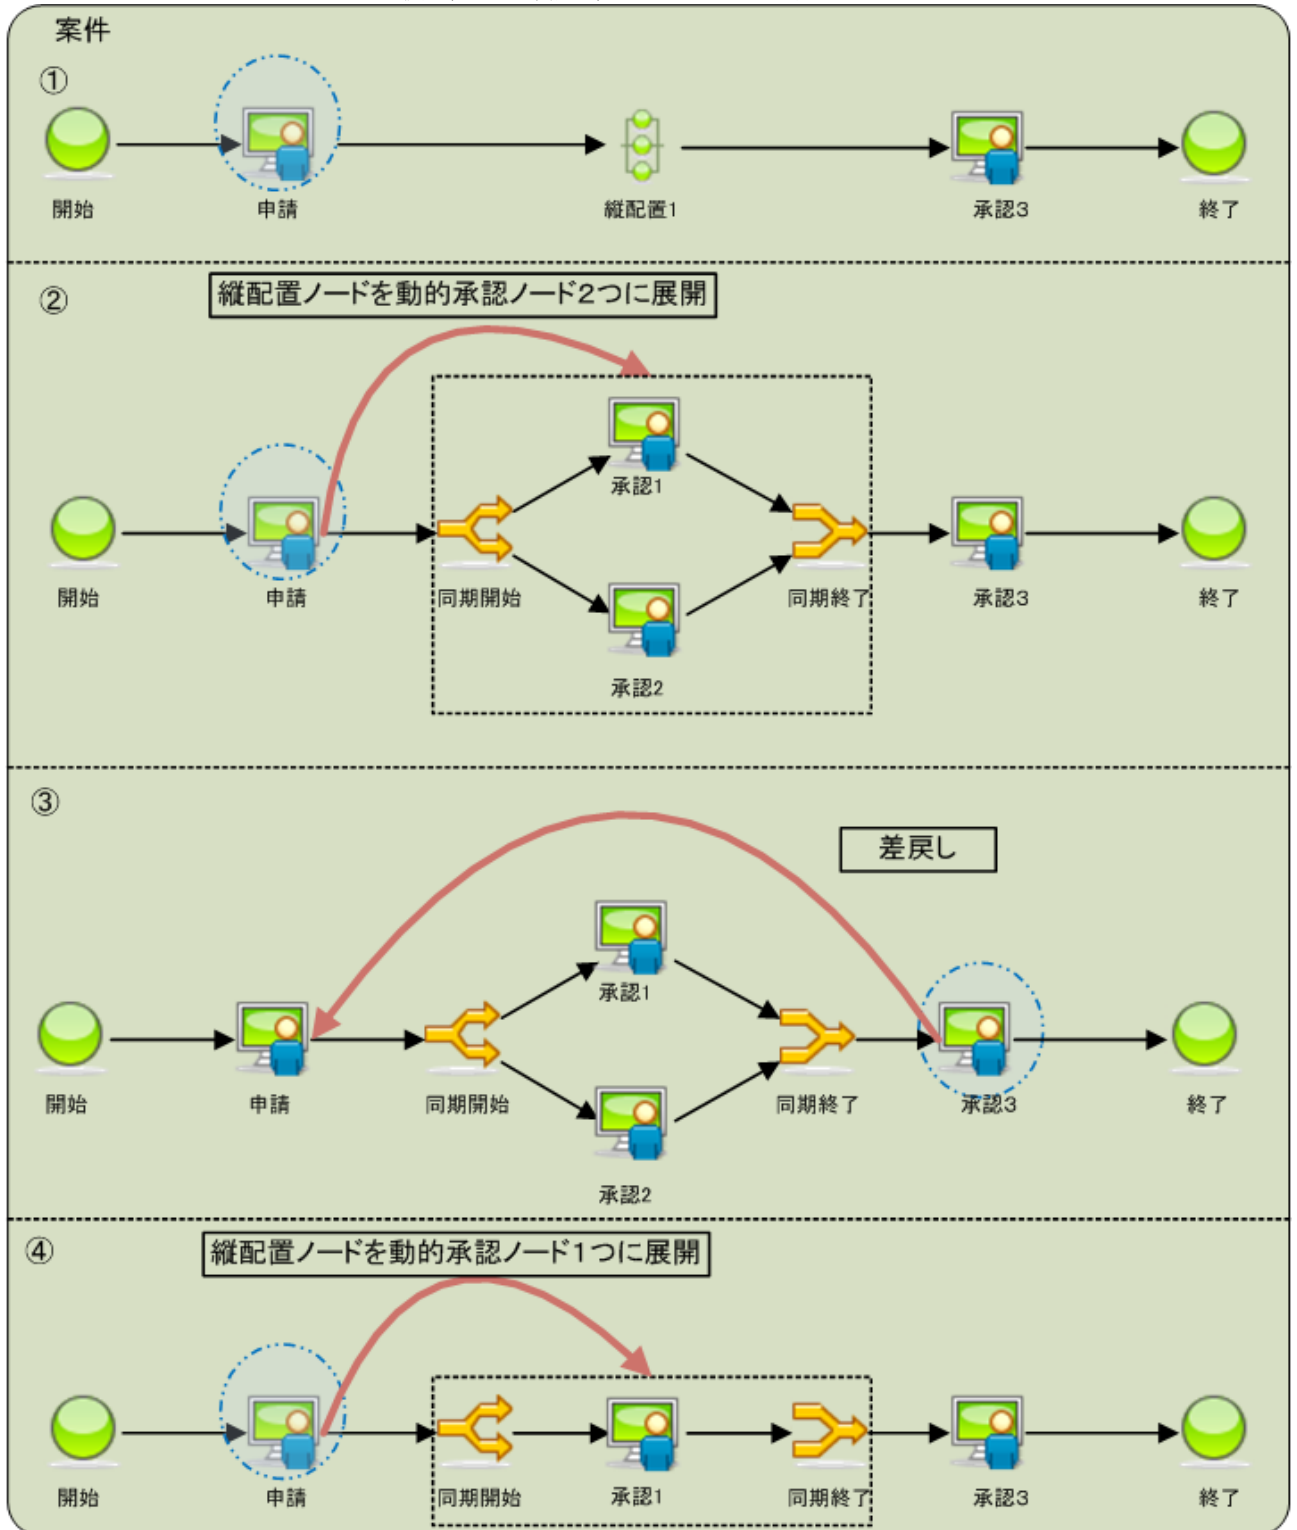 案件
①
開始
申請
縦配置1
承認3
終了
②
縦配置ノードを動的承認ノード2つに展開
承認1
開始
申請
同期開始
同期終了
承認3
終了
承認2
③
差戻し
承認1
開始
申請
同期開始
同期終了
承認3
終了
承認2
④
縦配置ノードを動的承認ノード1つに展開
開始
申請
同期開始
承認1
同期終了
承認3
終了